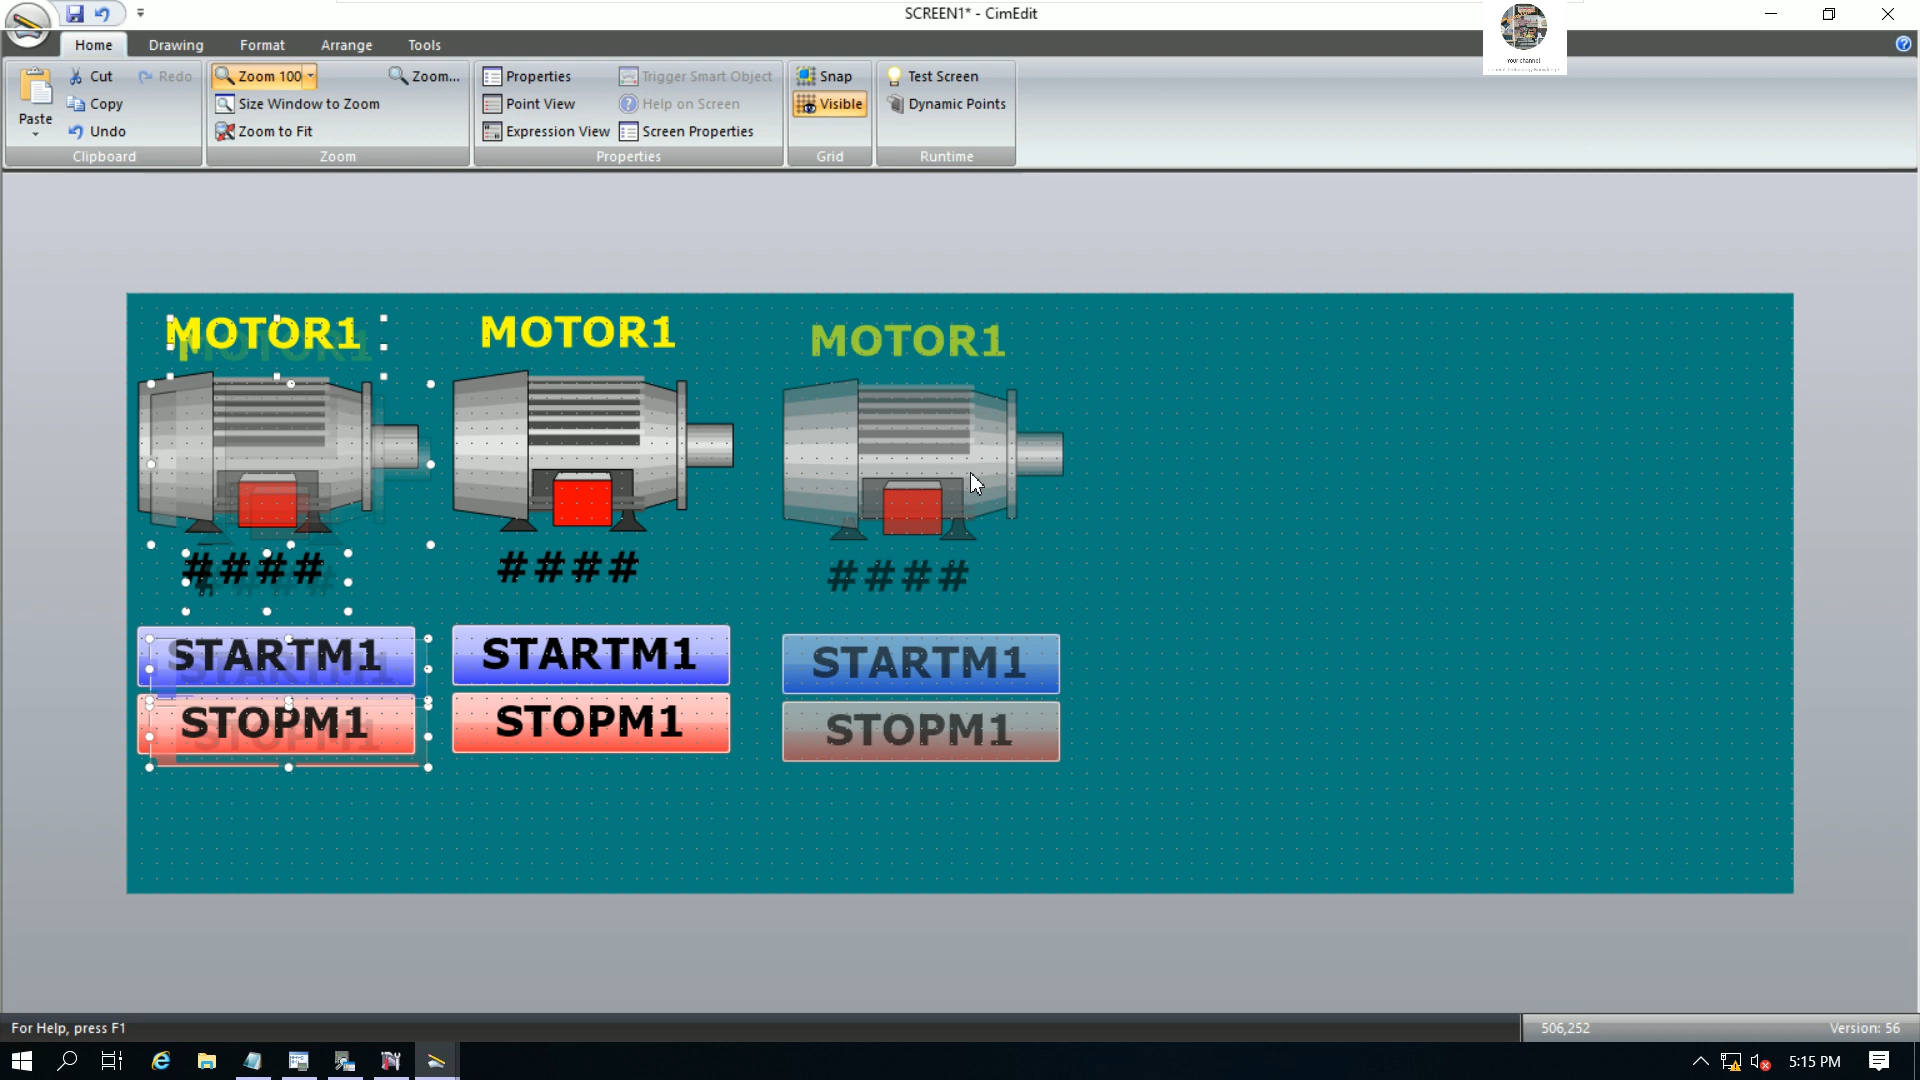 SCREEN1* - CimEdit
Your channel
Home Drawing Format Arrange Tools
Paste
Cut
Copy
Undo
Redo
Clipboard
Zoom 100
Size Window to Zoom
Zoom to Fit
Zoom...
Zoom
Properties
Point View
Expression View
Trigger Smart Object
Help on Screen
Screen Properties
Properties
Snap
Visible
Grid
Test Screen
Dynamic Points
Runtime
MOTOR1 MOTOR1 MOTOR1
#### #### ####
STARTM1 STARTM1 STARTM1
STOPM1 STOPM1 STOPM1
For Help, press F1 506,252 Version: 56
5:15 PM